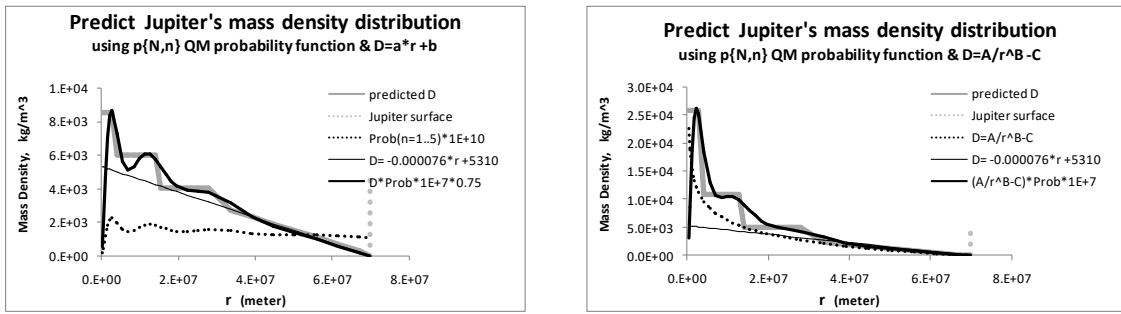 Predict Jupiter's mass density distribution
using p{N,n} QM probability function & D=a*r +b
Mass Density, kg/m^3
1.E+04
8.E+03
6.E+03
4.E+03
2.E+03
0.E+00
0.E+00
2.E+07
4.E+07
6.E+07
8.E+07
r (meter)
predicted D
Jupiter surface
Prob(n=1..5)*1E+10
D= -0.000076*r +5310
D*Prob*1E+7*0.75
Predict Jupiter's mass density distribution
using p{N,n} QM probability function & D=A/r^B -C
Mass Density, kg/m^3
3.0E+04
2.5E+04
2.0E+04
1.5E+04
1.0E+04
5.0E+03
0.0E+00
0.E+00
2.E+07
4.E+07
6.E+07
8.E+07
r (meter)
predicted D
Jupiter surface
D=A/r^B-C
D= -0.000076*r +5310
(A/r^B-C)*Prob*1E+7